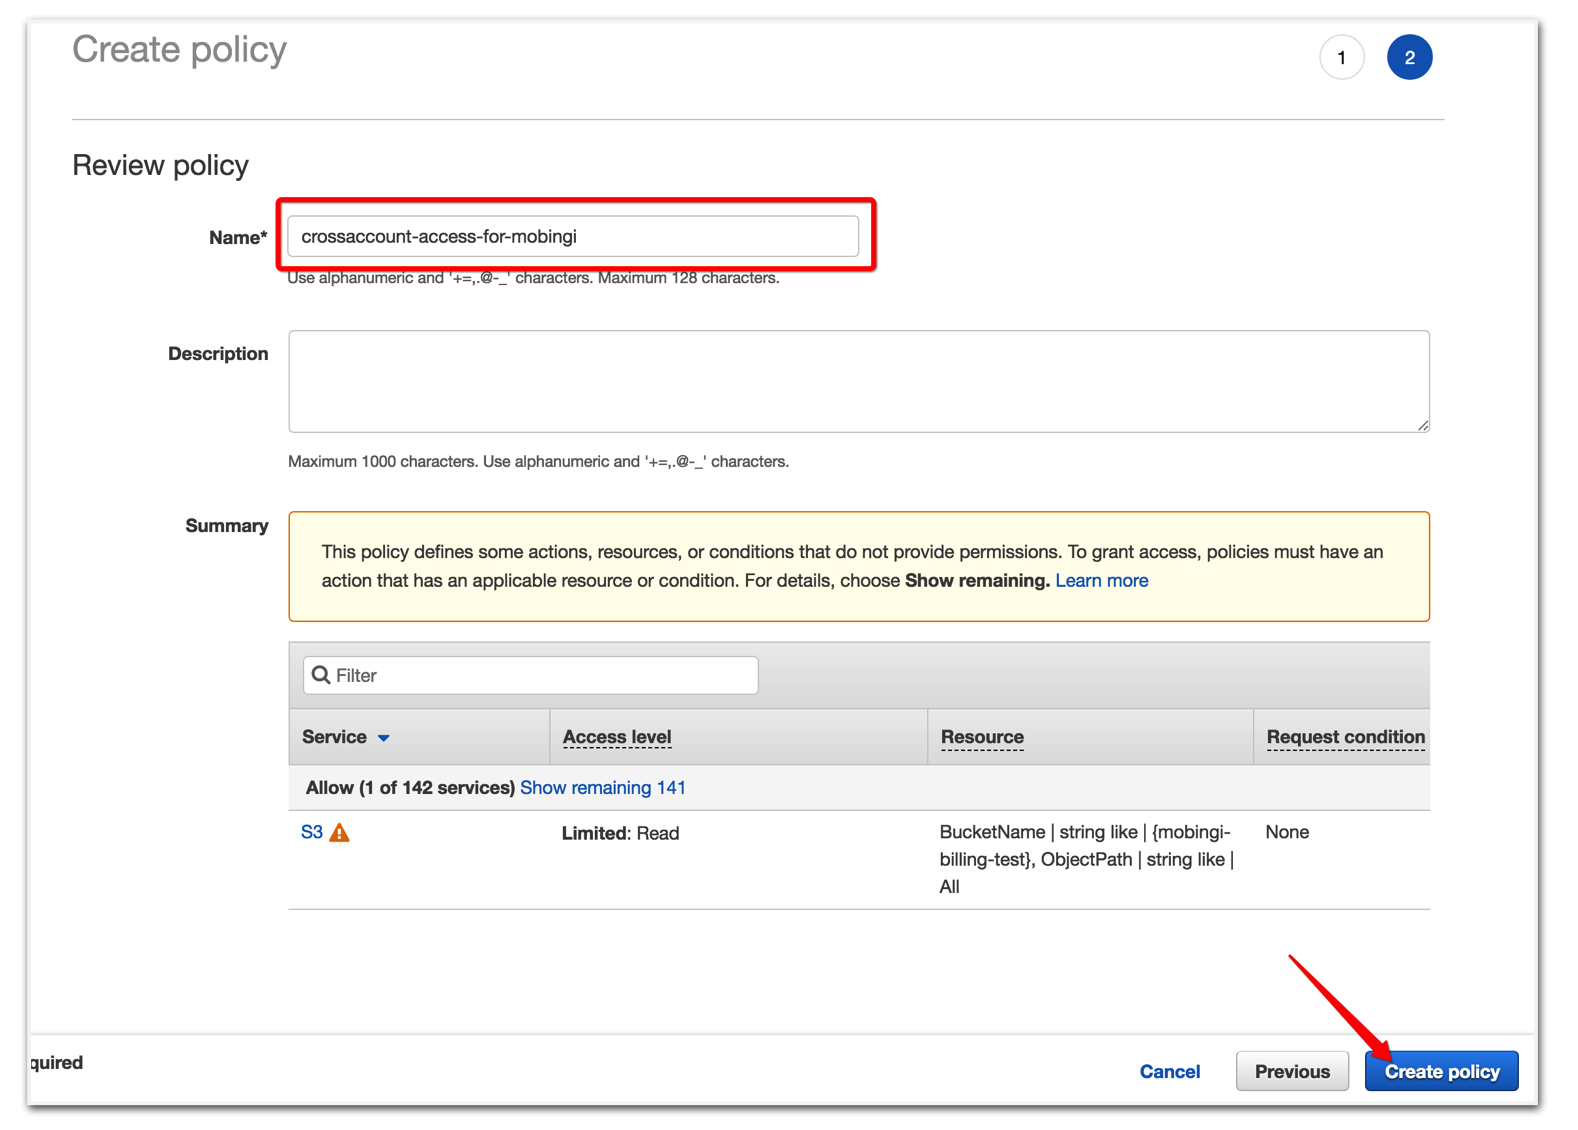 Create policy
1
2
Review policy
Name*
crossaccount-access-for-mobingi
Use alphanumeric and '+=,.@-_' characters. Maximum 128 characters.
Description
Maximum 1000 characters. Use alphanumeric and '+=,.@-_' characters.
Summary
This policy defines some actions, resources, or conditions that do not provide permissions. To grant access, policies must have an
action that has an applicable resource or condition. For details, choose Show remaining. Learn more
Filter
Service
Access level
Resource
Request condition
Allow (1 of 142 services) Show remaining 141
S3
Limited: Read
BucketName | string like | {mobingi-
billing-test}, ObjectPath | string like |
All
None
quired
Cancel
Previous
Create policy